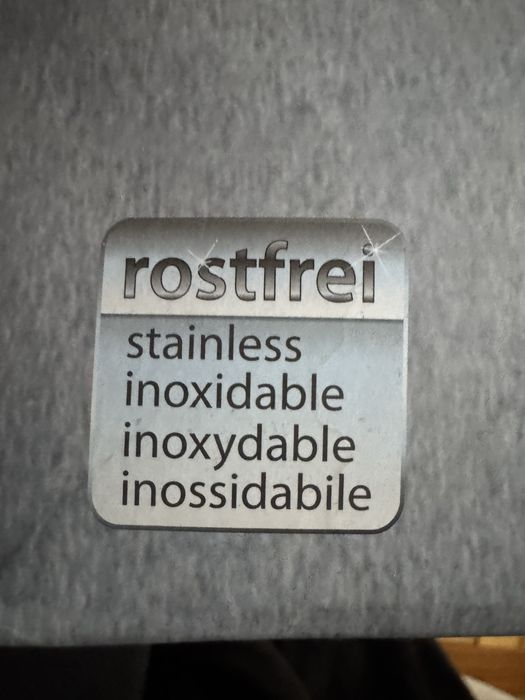 rostfrei
stainless
inoxidable
inoxydable
inossidabile